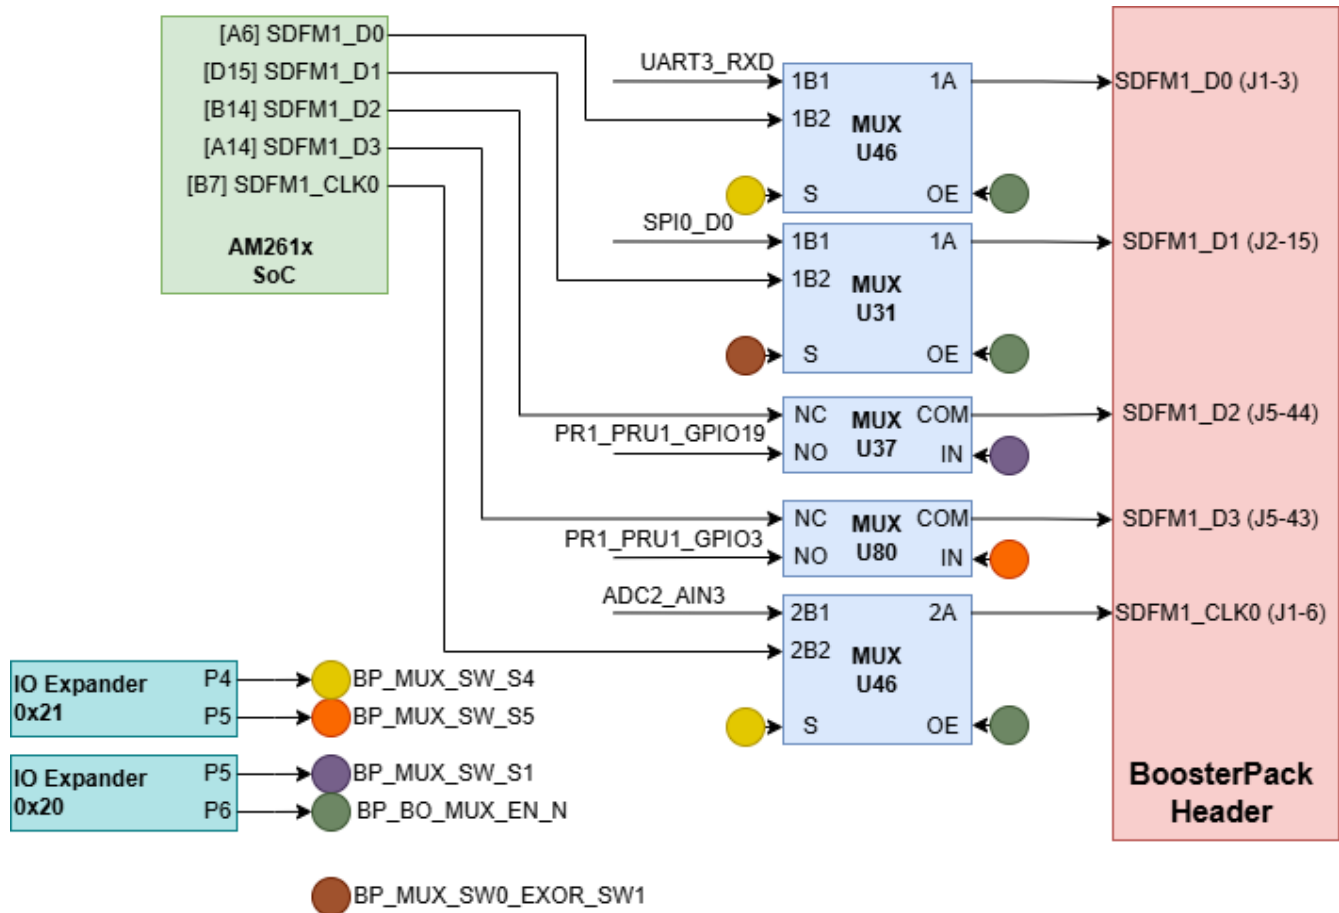 [A6] SDFM1_D0
[D15] SDFM1_D1
[B14] SDFM1_D2
[A14] SDFM1_D3
[B7] SDFM1_CLK0
AM261x
SoC
UART3_RXD
1B1
1A
1B2
MUX
U46
S
OE
SDFM1_D0 (J1-3)
SPI0_D0
1B1
1A
1B2
MUX
U31
S
OE
SDFM1_D1 (J2-15)
NC
COM
MUX
U37
PR1_PRU1_GPIO19
NO
IN
SDFM1_D2 (J5-44)
NC
COM
MUX
U80
PR1_PRU1_GPIO3
NO
IN
SDFM1_D3 (J5-43)
ADC2_AIN3
2B1
2A
2B2
MUX
U46
S
OE
SDFM1_CLK0 (J1-6)
BoosterPack
Header
IO Expander
0x21
P4
BP_MUX_SW_S4
P5
BP_MUX_SW_S5
IO Expander
0x20
P5
BP_MUX_SW_S1
P6
BP_BO_MUX_EN_N
BP_MUX_SW0_EXOR_SW1